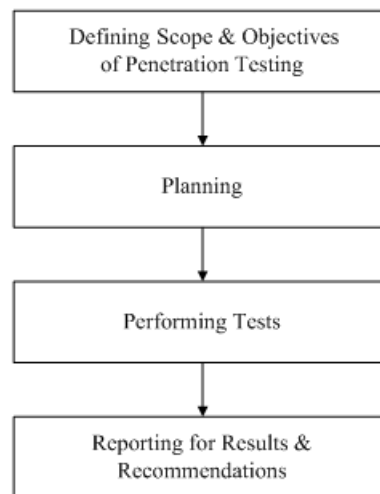 Defining Scope & Objectives
of Penetration Testing
Planning
Performing Tests
Reporting for Results &
Recommendations